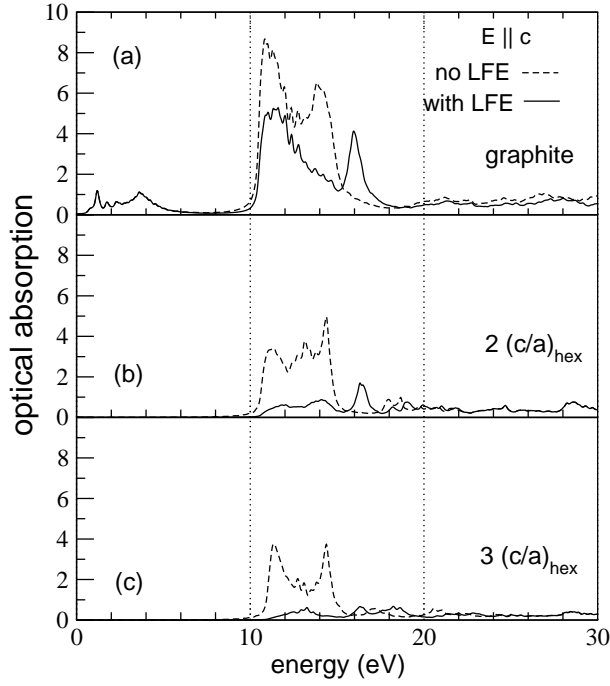 10
(a)
E || c
8
no LFE
with LFE
6
4
graphite
2
0
optical absorption
8
6
4
(b)
2 (c/a)hex
2
0
8
6
4
(c)
3 (c/a)hex
2
0
0
10
20
30
energy (eV)